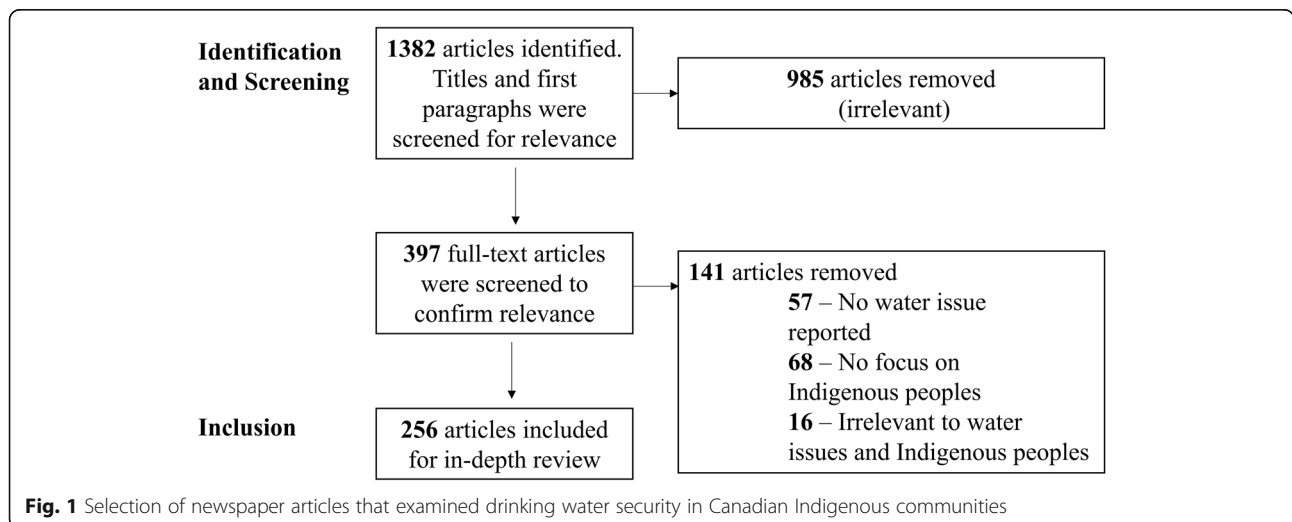 Identification
and Screening
1382 articles identified.
Titles and first
paragraphs were
screened for relevance
985 articles removed
(irrelevant)
397 full-text articles
were screened to
confirm relevance
141 articles removed
57 – No water issue
reported
68 – No focus on
Indigenous peoples
16 – Irrelevant to water
issues and Indigenous peoples
Inclusion
256 articles included
for in-depth review
Fig. 1 Selection of newspaper articles that examined drinking water security in Canadian Indigenous communities